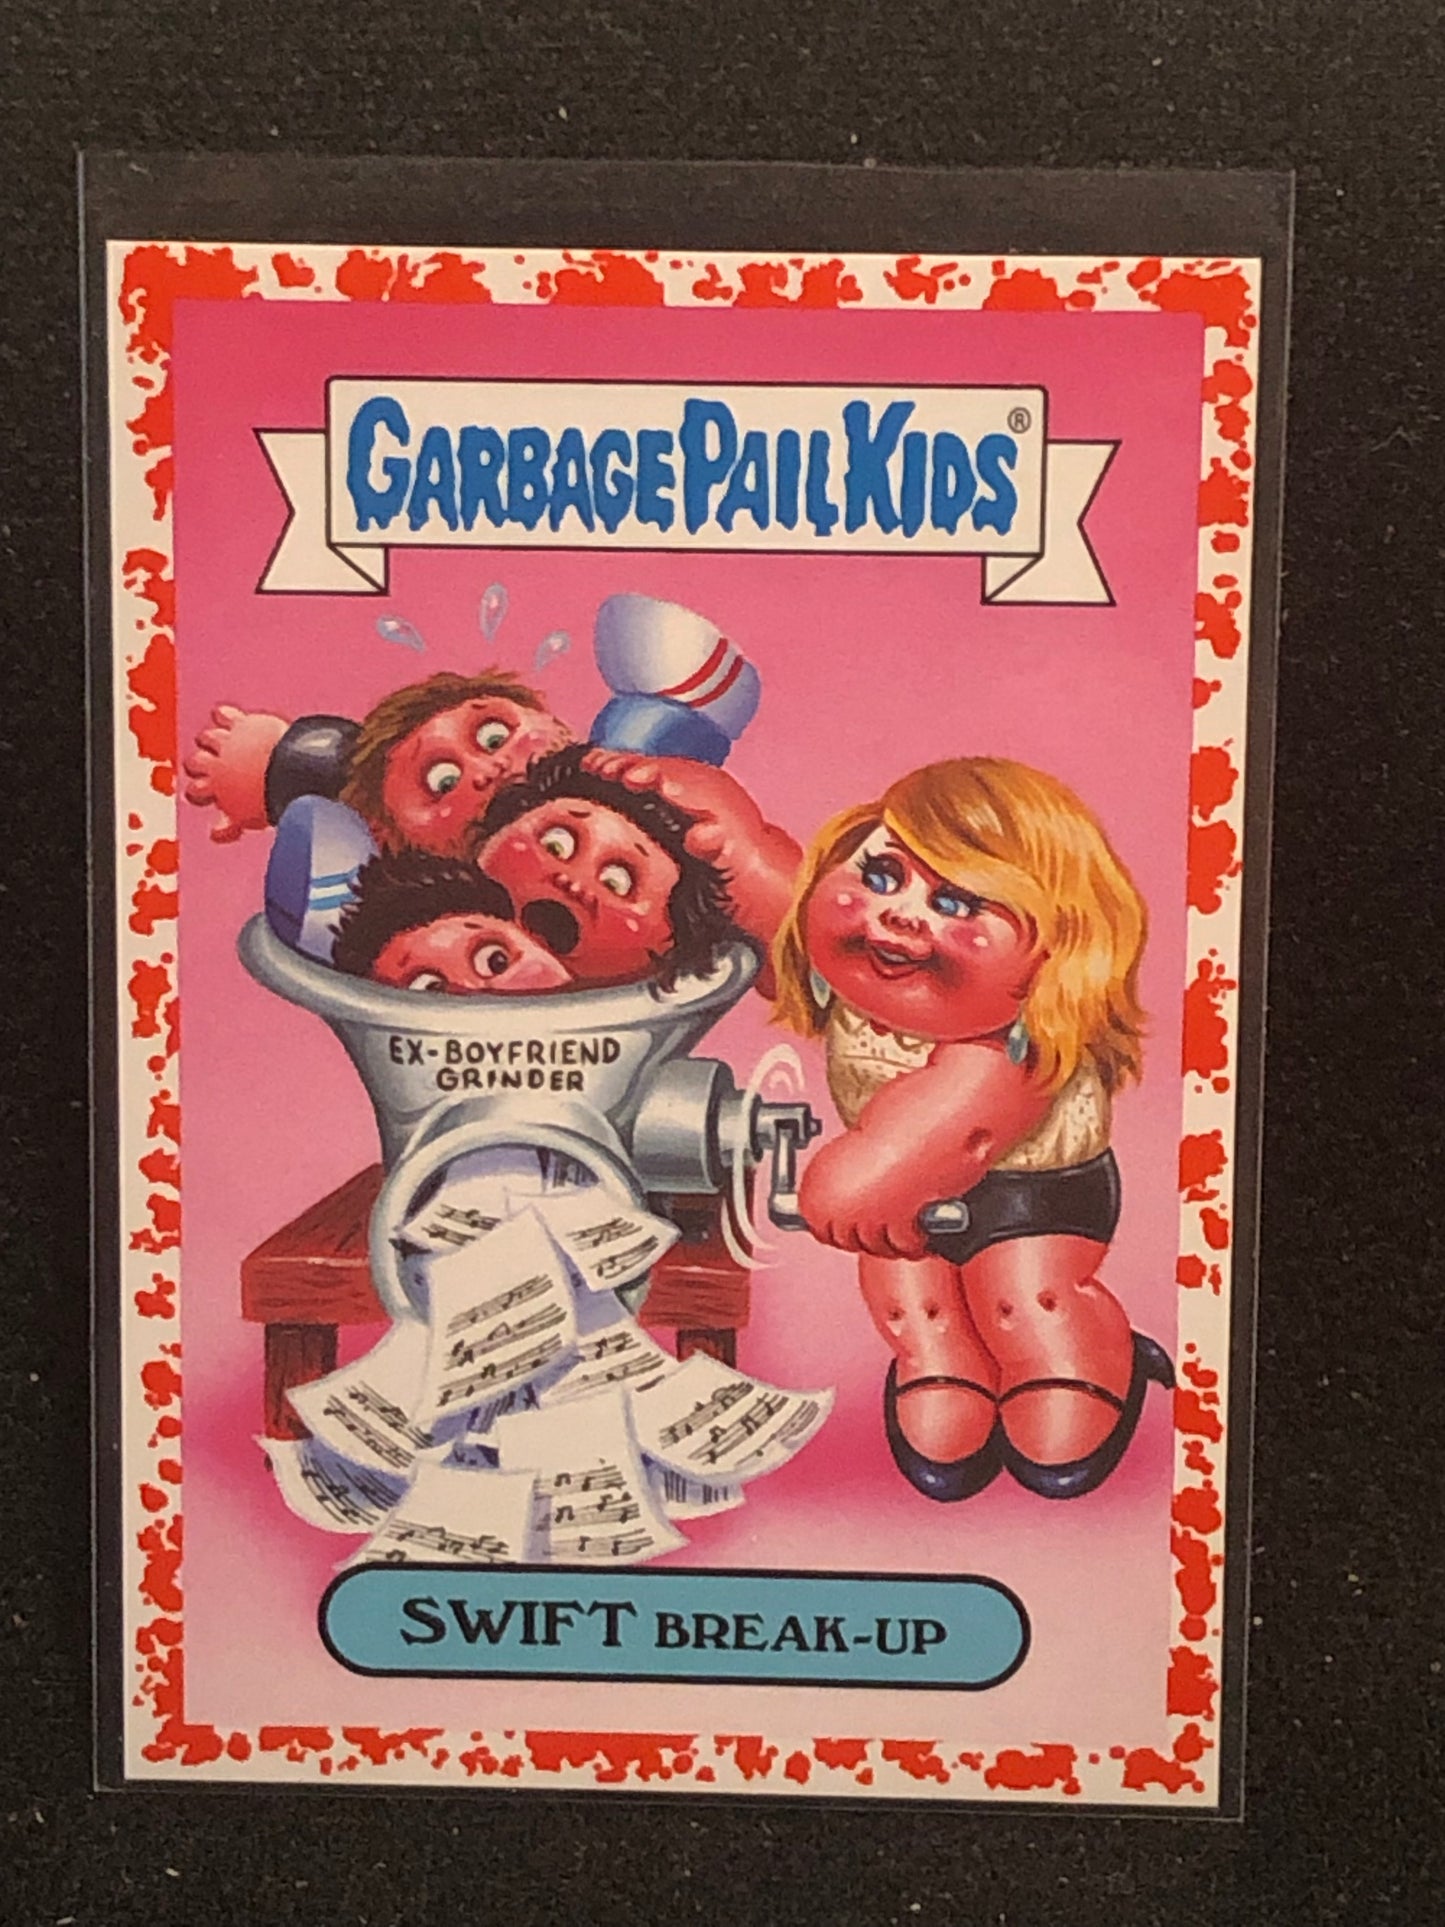 GARBAGE PAIL KIDS®
EX-BOYFRIEND
GRINDER
SWIFT BREAK-UP